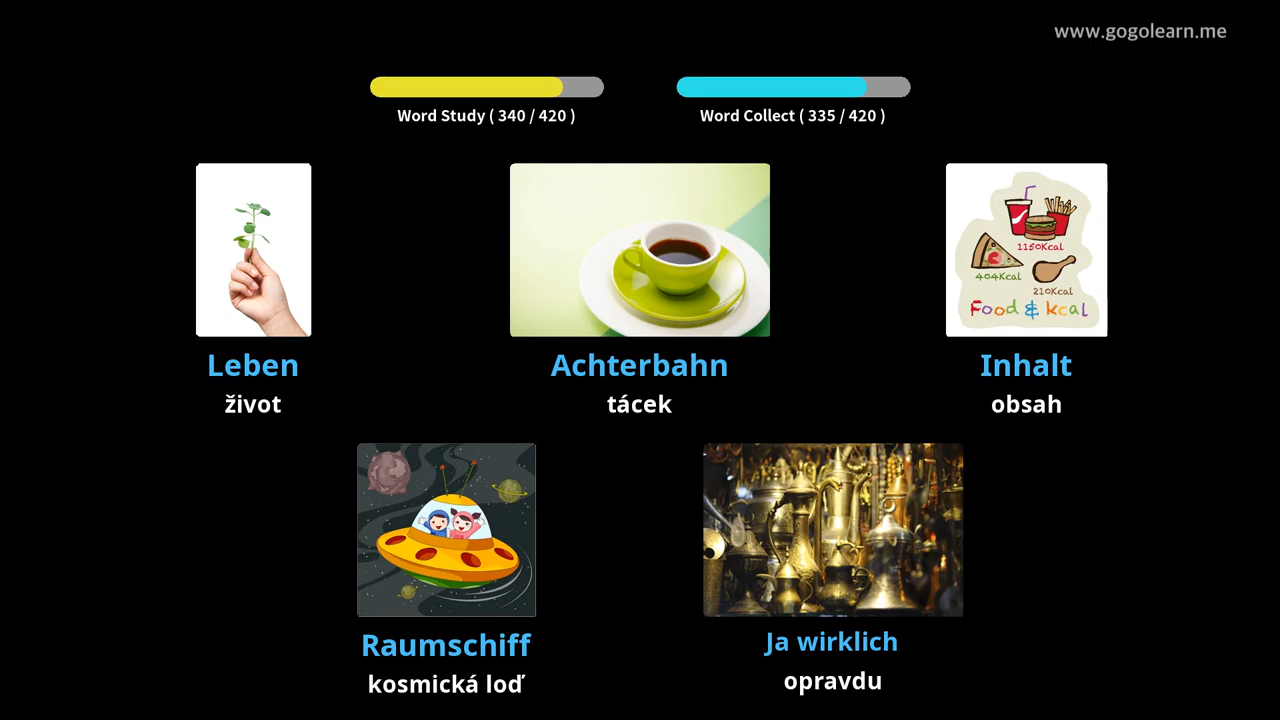 www.gogolearn.me
Word Study ( 340 / 420 )
Word Collect ( 335 / 420 )
1150Kcal
404Kcal
210Kcal
Food & kcal
Leben
Achterbahn
Inhalt
život
tácek
obsah
Raumschiff
Ja wirklich
kosmická loď
opravdu